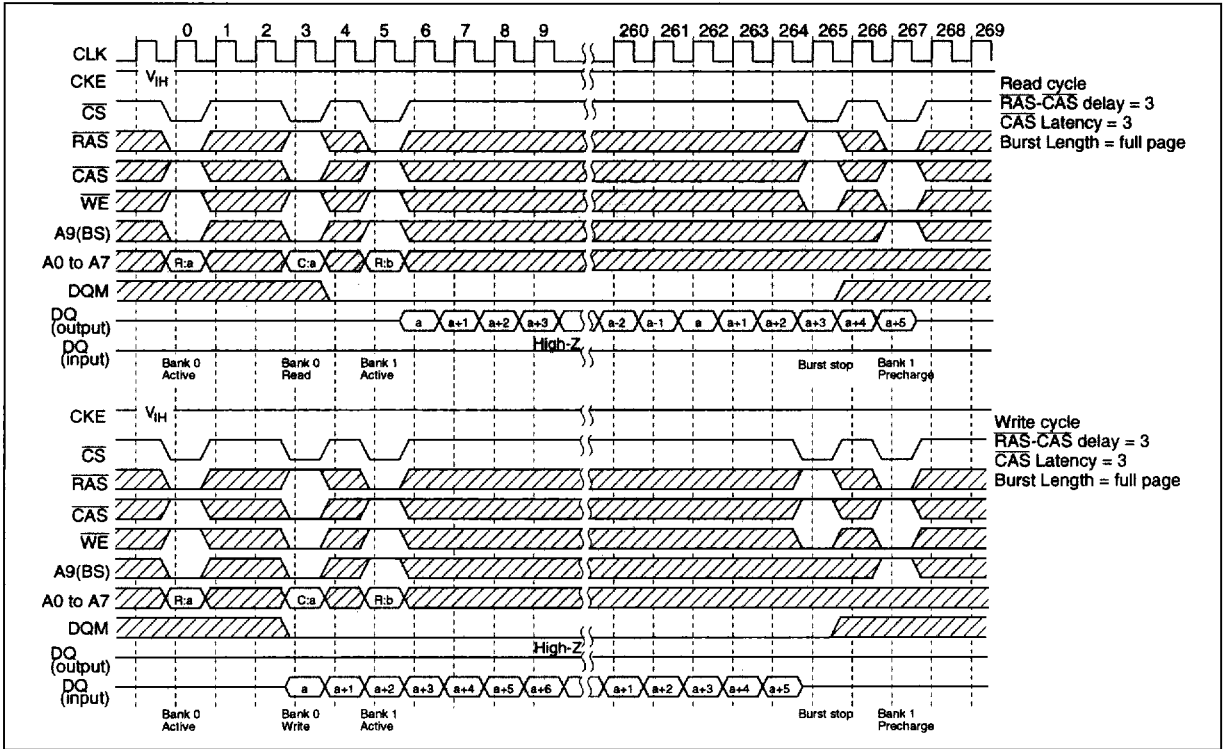 0 1 2 3 4 5 6 7 8 9 260 261 262 263 264 265 266 267 268 269
CLK
CKE VIH
CS
RAS
CAS
WE
A9(BS)
A0 to A7 R:a C:a R:b
DQM
DQ
(output) a a+1 a+2 a+3 a-2 a-1 a a+1 a+2 a+3 a+4 a+5
High-Z
DQ
(input)
Bank 0 Active Bank 0 Read Bank 1 Active Burst stop Bank 1 Precharge
Read cycle
RAS-CAS delay = 3
CAS Latency = 3
Burst Length = full page
CKE VIH
CS
RAS
CAS
WE
A9(BS)
A0 to A7 R:a C:a R:b
DQM
High-Z
DQ
(output)
DQ
(input) a a+1 a+2 a+3 a+4 a+5 a+6 a+1 a+2 a+3 a+4 a+5
Bank 0 Active Bank 0 Write Bank 1 Active Burst stop Bank 1 Precharge
Write cycle
RAS-CAS delay = 3
CAS Latency = 3
Burst Length = full page